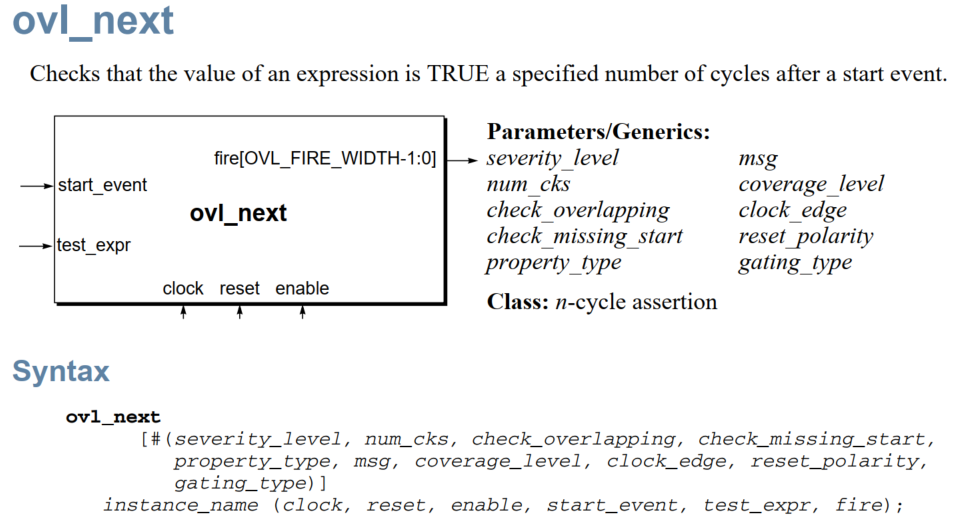 ovl_next
Checks that the value of an expression is TRUE a specified number of cycles after a start event.
fire[OVL_FIRE_WIDTH-1:0]
start_event
ovl_next
test_expr
clock reset enable
Parameters/Generics:
severity_level msg
num_cks coverage_level
check_overlapping clock_edge
check_missing_start reset_polarity
property_type gating_type
Class: n-cycle assertion
Syntax
ovl_next
[#(severity_level, num_cks, check_overlapping, check_missing_start,
property_type, msg, coverage_level, clock_edge, reset_polarity,
gating_type)]
instance_name (clock, reset, enable, start_event, test_expr, fire);